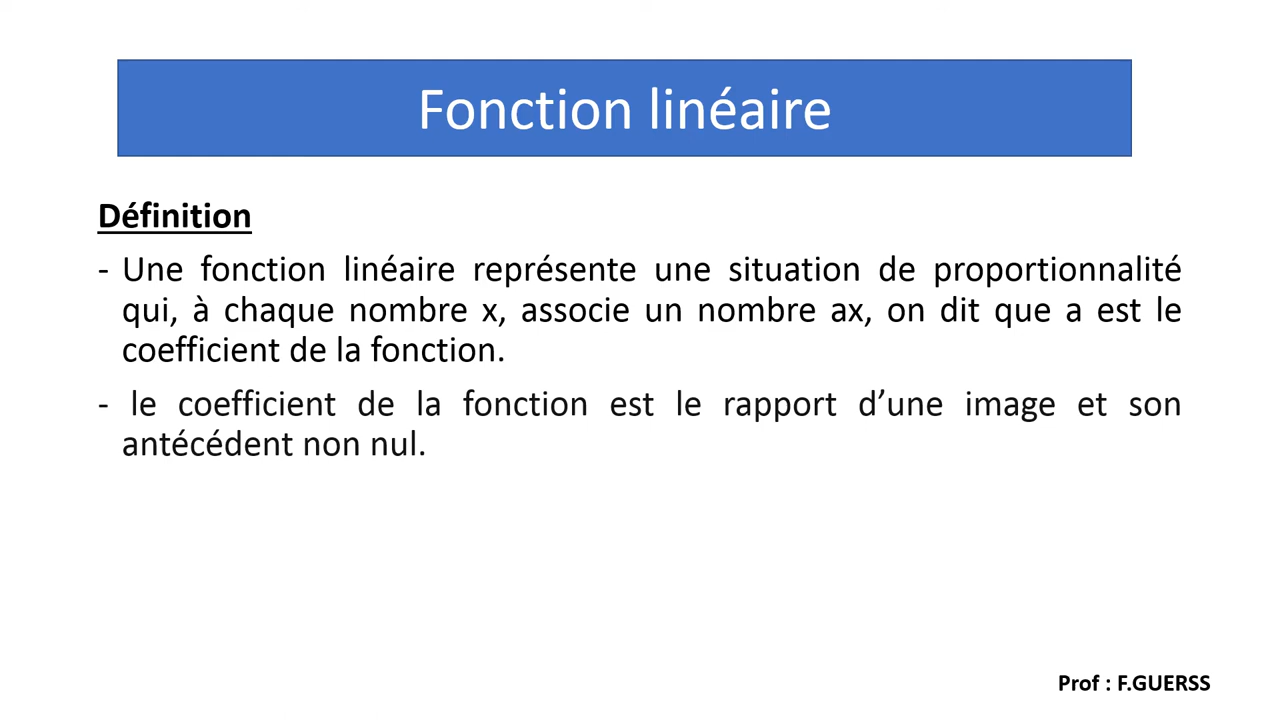 Fonction linéaire
Définition
- Une fonction linéaire représente une situation de proportionnalité
qui, à chaque nombre x, associe un nombre ax, on dit que a est le
coefficient de la fonction.
- le coefficient de la fonction est le rapport d’une image et son
antécédent non nul.
Prof : F.GUERSS